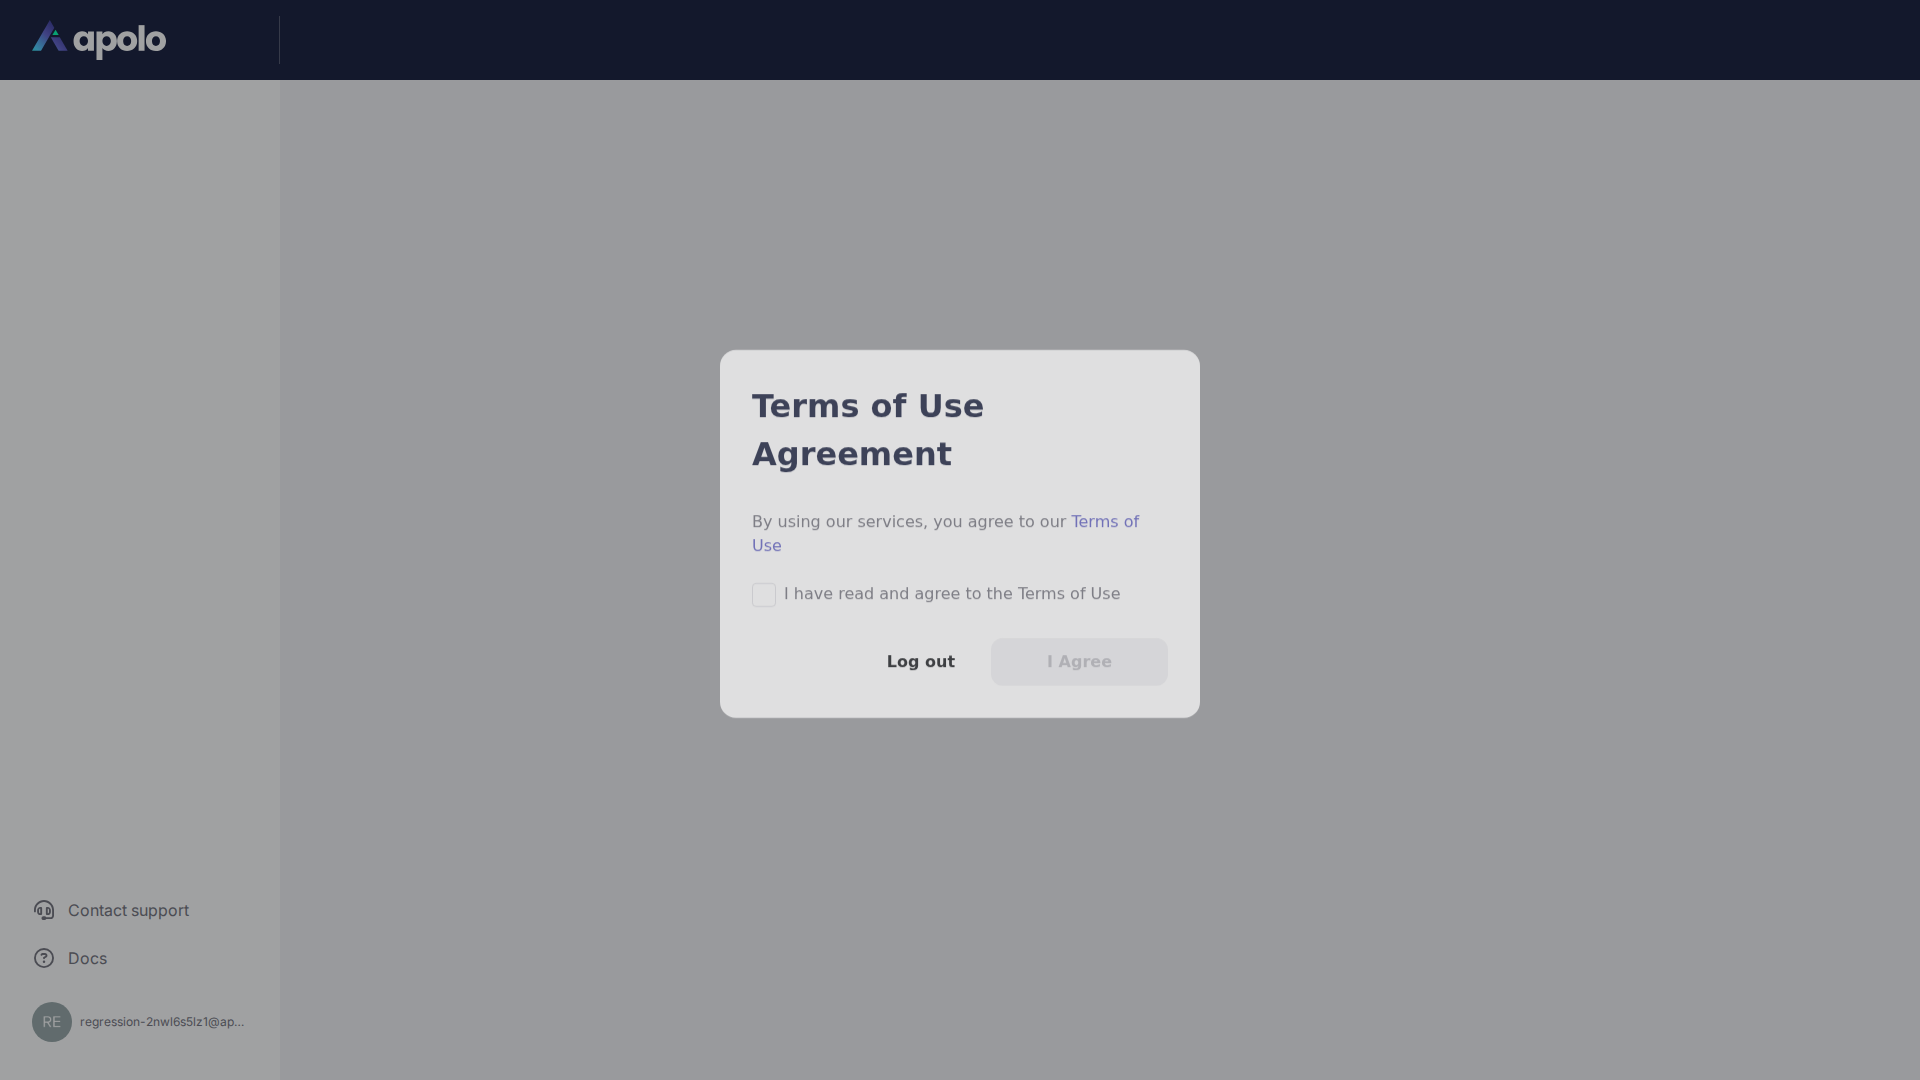 apolo
Terms of Use
Agreement
By using our services, you agree to our Terms of
Use
I have read and agree to the Terms of Use
Log out
I Agree
Contact support
Docs
RE
regression-2nwl6s5lz1@ap...